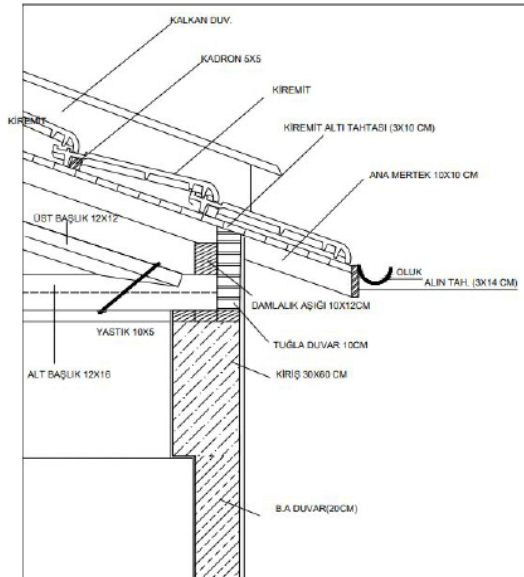 KALKAN DUV.
KADRON 5X5
KİREMİT
KİREMİT
KİREMİT ALTI TAHTASI (3X10 CM)
ANA MERTEK 10X10 CM
ÜST BAŞLIK 12X12
OLUK
ALIN TAH. (3X14 CM)
DAMLALIK AŞIĞI 10X12CM
YASTIK 10X5
TUĞLA DUVAR 10CM
ALT BAŞLIK 12X16
KİRİŞ 30X60 CM
B.A DUVAR(20CM)